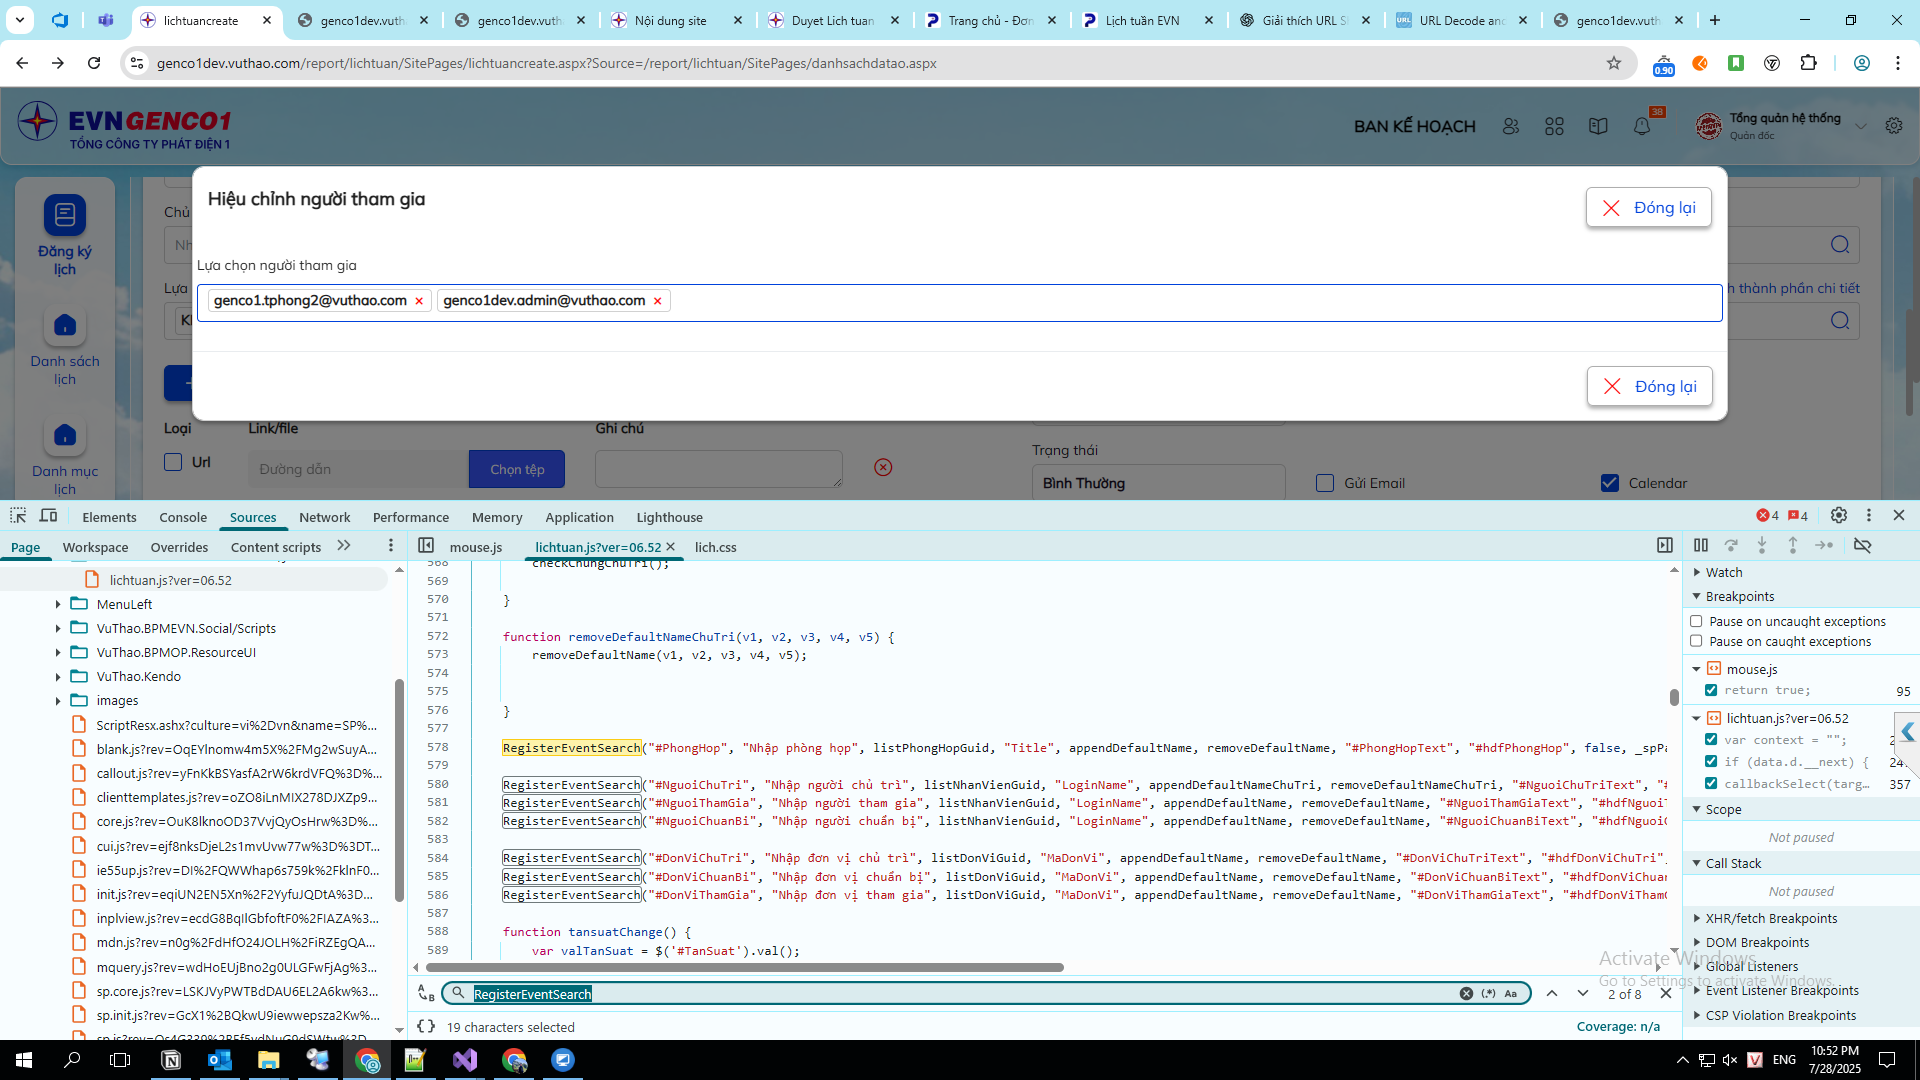 lichtuancreate
genco1dev.vuth
genco1dev.vuth
Nội dung site
Duyet Lich tuan
Trang chủ - Đơn
Lịch tuần EVN
Giải thích URL S
URL Decode anc
genco1dev.vuth
genco1dev.vuthao.com/report/lichtuan/SitePages/lichtuancreate.aspx?Source=/report/lichtuan/SitePages/danhsachdatao.aspx
0.90
EVNGENCO1
TỔNG CÔNG TY PHÁT ĐIỆN 1
BAN KẾ HOẠCH
38
Tổng quản hệ thống
Quản đốc
Hiệu chỉnh người tham gia
Đóng lại
Lựa chọn người tham gia
genco1.tphong2@vuthao.com ×
genco1dev.admin@vuthao.com ×
Đóng lại
Đăng ký lịch
Danh sách lịch
Danh mục lịch
Chủ
Nh
Lựa
h thành phần chi tiết
Loại
Link/file
Ghi chú
Url
Đường dẫn
Chọn tệp
Trạng thái
Bình Thường
Gửi Email
Calendar
Elements
Console
Sources
Network
Performance
Memory
Application
Lighthouse
4
4
Page
Workspace
Overrides
Content scripts
mouse.js
lichtuan.js?ver=06.52
lich.css
lichtuan.js?ver=06.52
MenuLeft
VuThao.BPMEVN.Social/Scripts
VuThao.BPMOP.ResourceUI
VuThao.Kendo
images
ScriptResx.ashx?culture=vi%2Dvn&name=SP%...
blank.js?rev=OqEYlnomw4m5X%2FMg2wSuyA...
callout.js?rev=yFnKkBSYasfA2rW6krdVFQ%3D%...
clienttemplates.js?rev=oZO8iLnMIX278DJXZp9...
core.js?rev=OuK8lknoOD37VvjQyOsHrw%3D%...
cui.js?rev=ejf8nksDjeL2s1mvUvw77w%3D%3DT...
ie55up.js?rev=DI%2FQWWhap6s759k%2FklnF0...
init.js?rev=eqiUN2EN5Xn%2F2YyfuJQDtA%3D...
inplview.js?rev=ecdG8BqIlGbfoftF0%2FIAZA%3...
mdn.js?rev=n0g%2FdHfO24JOLH%2FiRZEgQA...
mquery.js?rev=wdHoEUjBno2g0ULGFwFjAg%3...
sp.core.js?rev=LSKJVyPWTBdDAU6EL2A6kw%3...
sp.init.js?rev=GcX1%2BQkwU9iewwepsza2Kw%...
568 checkChungChuTri();
569
570 }
571
572 function removeDefaultNameChuTri(v1, v2, v3, v4, v5) {
573 removeDefaultName(v1, v2, v3, v4, v5);
574
575
576 }
577
578 RegisterEventSearch("#PhongHop", "Nhập phòng họp", listPhongHopGuid, "Title", appendDefaultName, removeDefaultName, "#PhongHopText", "#hdfPhongHop", false, _spPa
579
580 RegisterEventSearch("#NguoiChuTri", "Nhập người chủ trì", listNhanVienGuid, "LoginName", appendDefaultNameChuTri, removeDefaultNameChuTri, "#NguoiChuTriText", "#
581 RegisterEventSearch("#NguoiThamGia", "Nhập người tham gia", listNhanVienGuid, "LoginName", appendDefaultName, removeDefaultName, "#NguoiThamGiaText", "#hdfNguoiT
582 RegisterEventSearch("#NguoiChuanBi", "Nhập người chuẩn bị", listNhanVienGuid, "LoginName", appendDefaultName, removeDefaultName, "#NguoiChuanBiText", "#hdfNguoiC
583
584 RegisterEventSearch("#DonViChuTri", "Nhập đơn vị chủ trì", listDonViGuid, "MaDonVi", appendDefaultName, removeDefaultName, "#DonViChuTriText", "#hdfDonViChuTri",
585 RegisterEventSearch("#DonViChuanBi", "Nhập đơn vị chuẩn bị", listDonViGuid, "MaDonVi", appendDefaultName, removeDefaultName, "#DonViChuanBiText", "#hdfDonViChuan
586 RegisterEventSearch("#DonViThamGia", "Nhập đơn vị tham gia", listDonViGuid, "MaDonVi", appendDefaultName, removeDefaultName, "#DonViThamGiaText", "#hdfDonViThamG
587
588 function tansuatChange() {
589 var valTanSuat = $('#TanSuat').val();
RegisterEventSearch
(.*)
Aa
2 of 8
19 characters selected
Coverage: n/a
Watch
Breakpoints
Pause on uncaught exceptions
Pause on caught exceptions
mouse.js
return true; 95
lichtuan.js?ver=06.52
var context = "";
if (data.d.__next) {
callbackSelect(targ... 357
Scope
Not paused
Call Stack
Not paused
XHR/fetch Breakpoints
DOM Breakpoints
Global Listeners
Event Listener Breakpoints
CSP Violation Breakpoints
Activate Windows
Go to Settings to activate Windows.
ENG
10:52 PM
7/28/2025